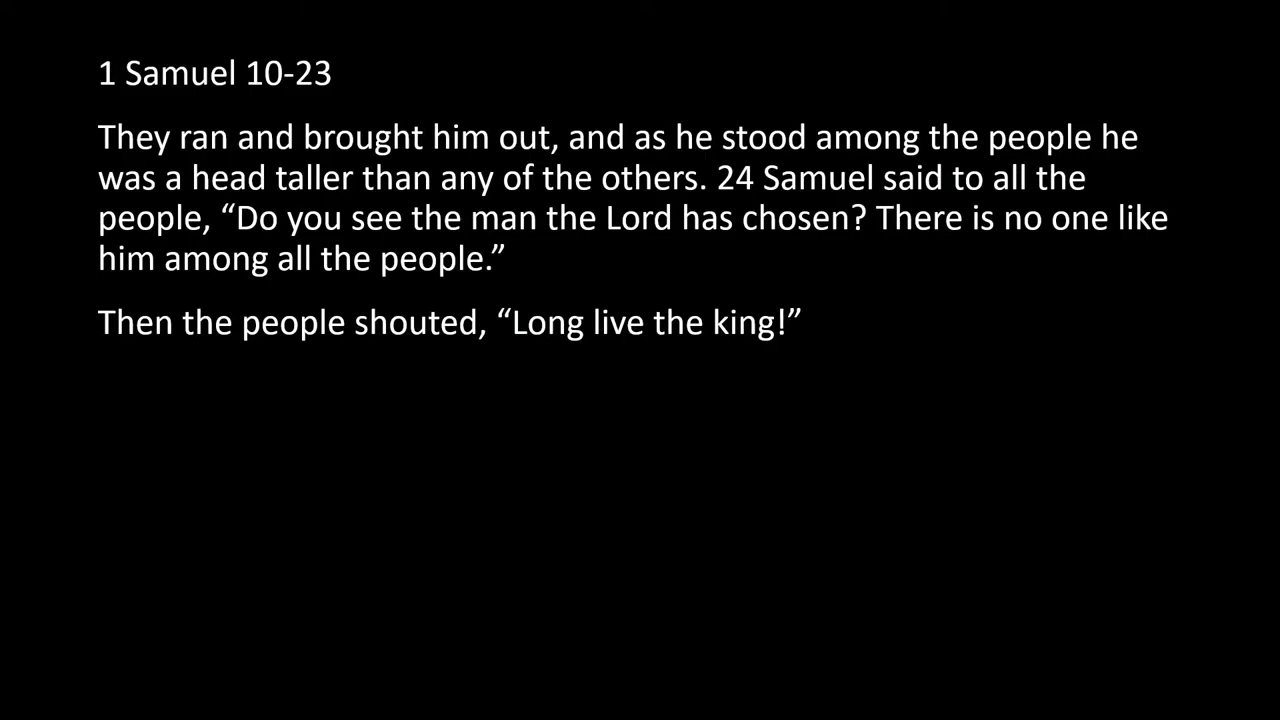 1 Samuel 10-23
They ran and brought him out, and as he stood among the people he
was a head taller than any of the others. 24 Samuel said to all the
people, “Do you see the man the Lord has chosen? There is no one like
him among all the people.”
Then the people shouted, “Long live the king!”